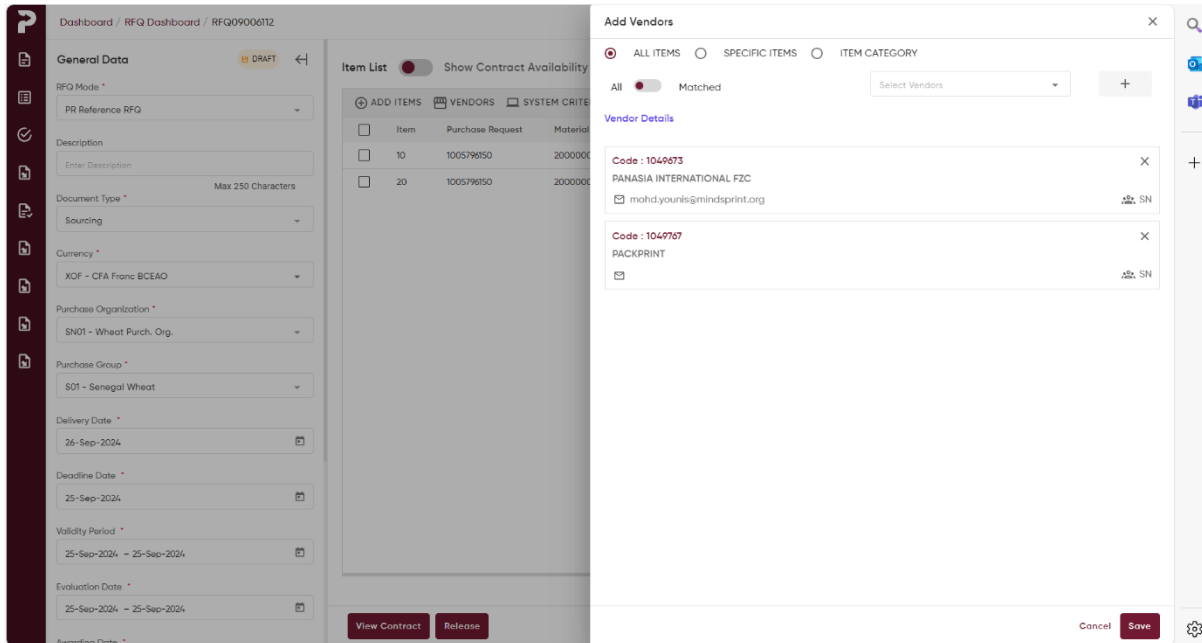 Dashboard / RFQ Dashboard / RFQ09006112
General Data
DRAFT
RFQ Mode *
PR Reference RFQ
Description
Enter Description
Max 250 Characters
Document Type *
Sourcing
Currency *
XOF - CFA Franc BCEAO
Purchase Organization *
SN01 - Wheat Purch. Org.
Purchase Group *
S01 - Senegal Wheat
Delivery Date *
26-Sep-2024
Deadline Date *
25-Sep-2024
Validity Period *
25-Sep-2024 - 25-Sep-2024
Evaluation Date *
25-Sep-2024 - 25-Sep-2024
Awarding Date *
Item List Show Contract Availability
ADD ITEMS VENDORS SYSTEM CRITE
Item Purchase Request Material
10 1005796150 2000000
20 1005796150 2000000
View Contract Release
Add Vendors
ALL ITEMS SPECIFIC ITEMS ITEM CATEGORY
All Matched Select Vendors +
Vendor Details
Code : 1049673
PANASIA INTERNATIONAL FZC
mohd.younis@mindsprint.org SN
Code : 1049767
PACKPRINT
SN
Cancel Save